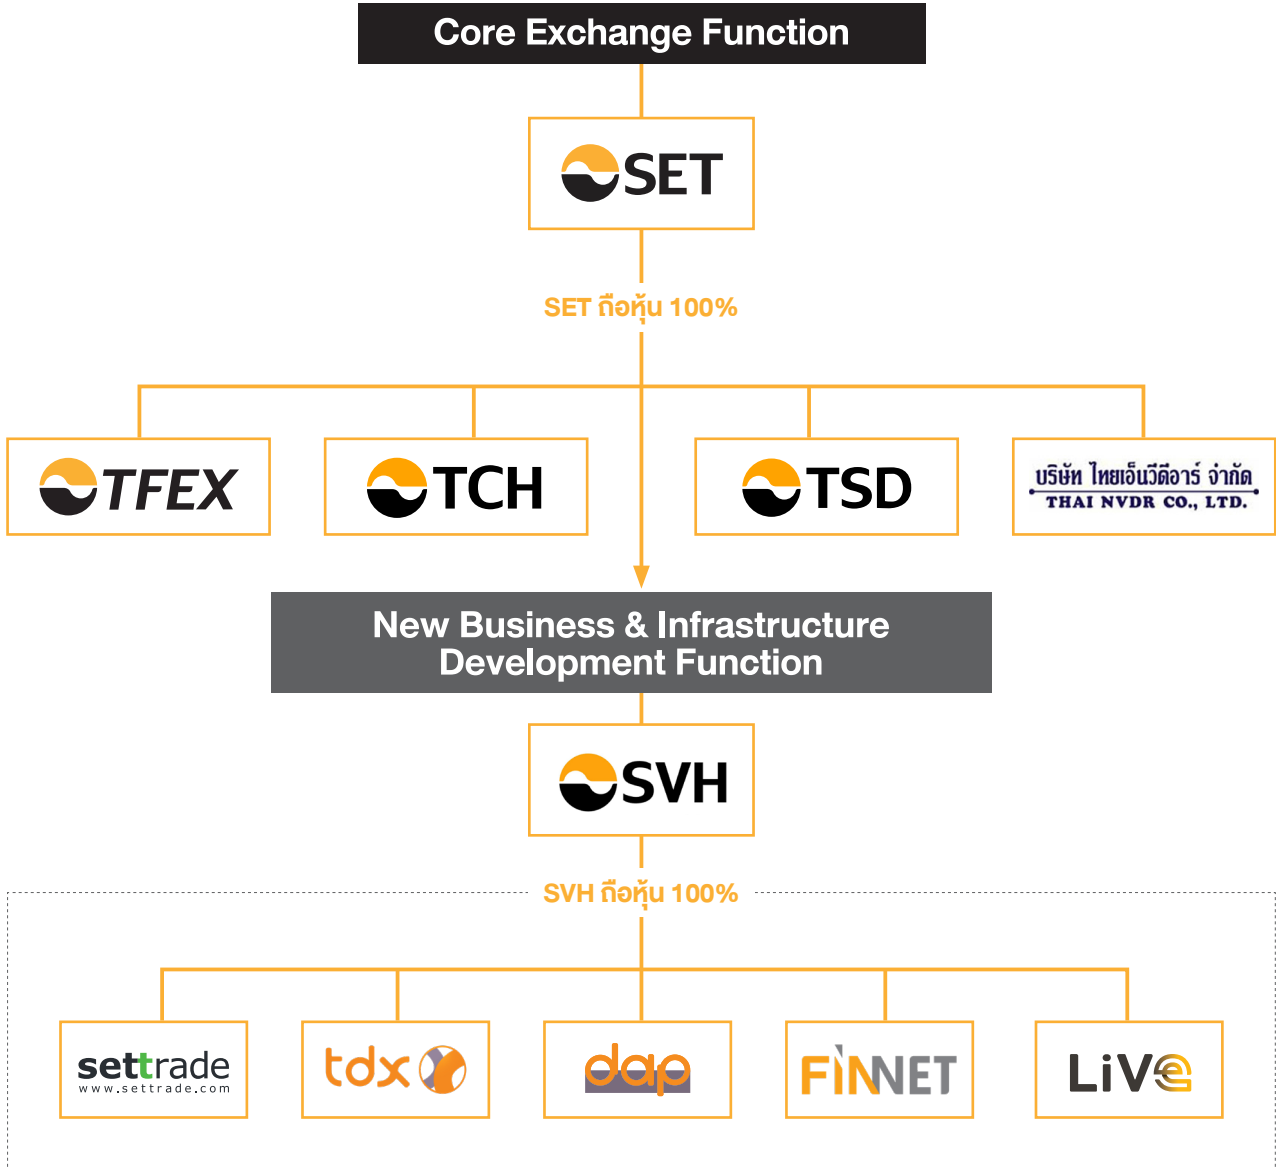 Core Exchange Function
SET
SET ถือหุ้น 100%
TFEX
TCH
TSD
บริษัท ไทยเอ็นวีดีอาร์ จำกัด
THAI NVDR CO., LTD.
New Business & Infrastructure
Development Function
SVH
SVH ถือหุ้น 100%
settrade
www.settrade.com
tdx
dap
FINNET
LiVe